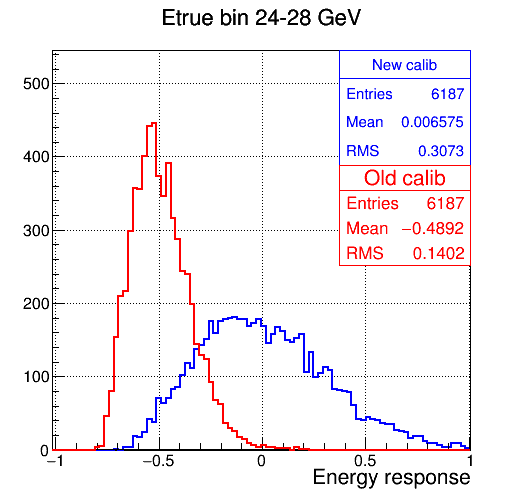 Etrue bin 24-28 GeV
New calib
Entries 6187
Mean 0.006575
RMS 0.3073
Old calib
Entries 6187
Mean −0.4892
RMS 0.1402
500
400
300
200
100
0
−1 −0.5 0 0.5 1
Energy response